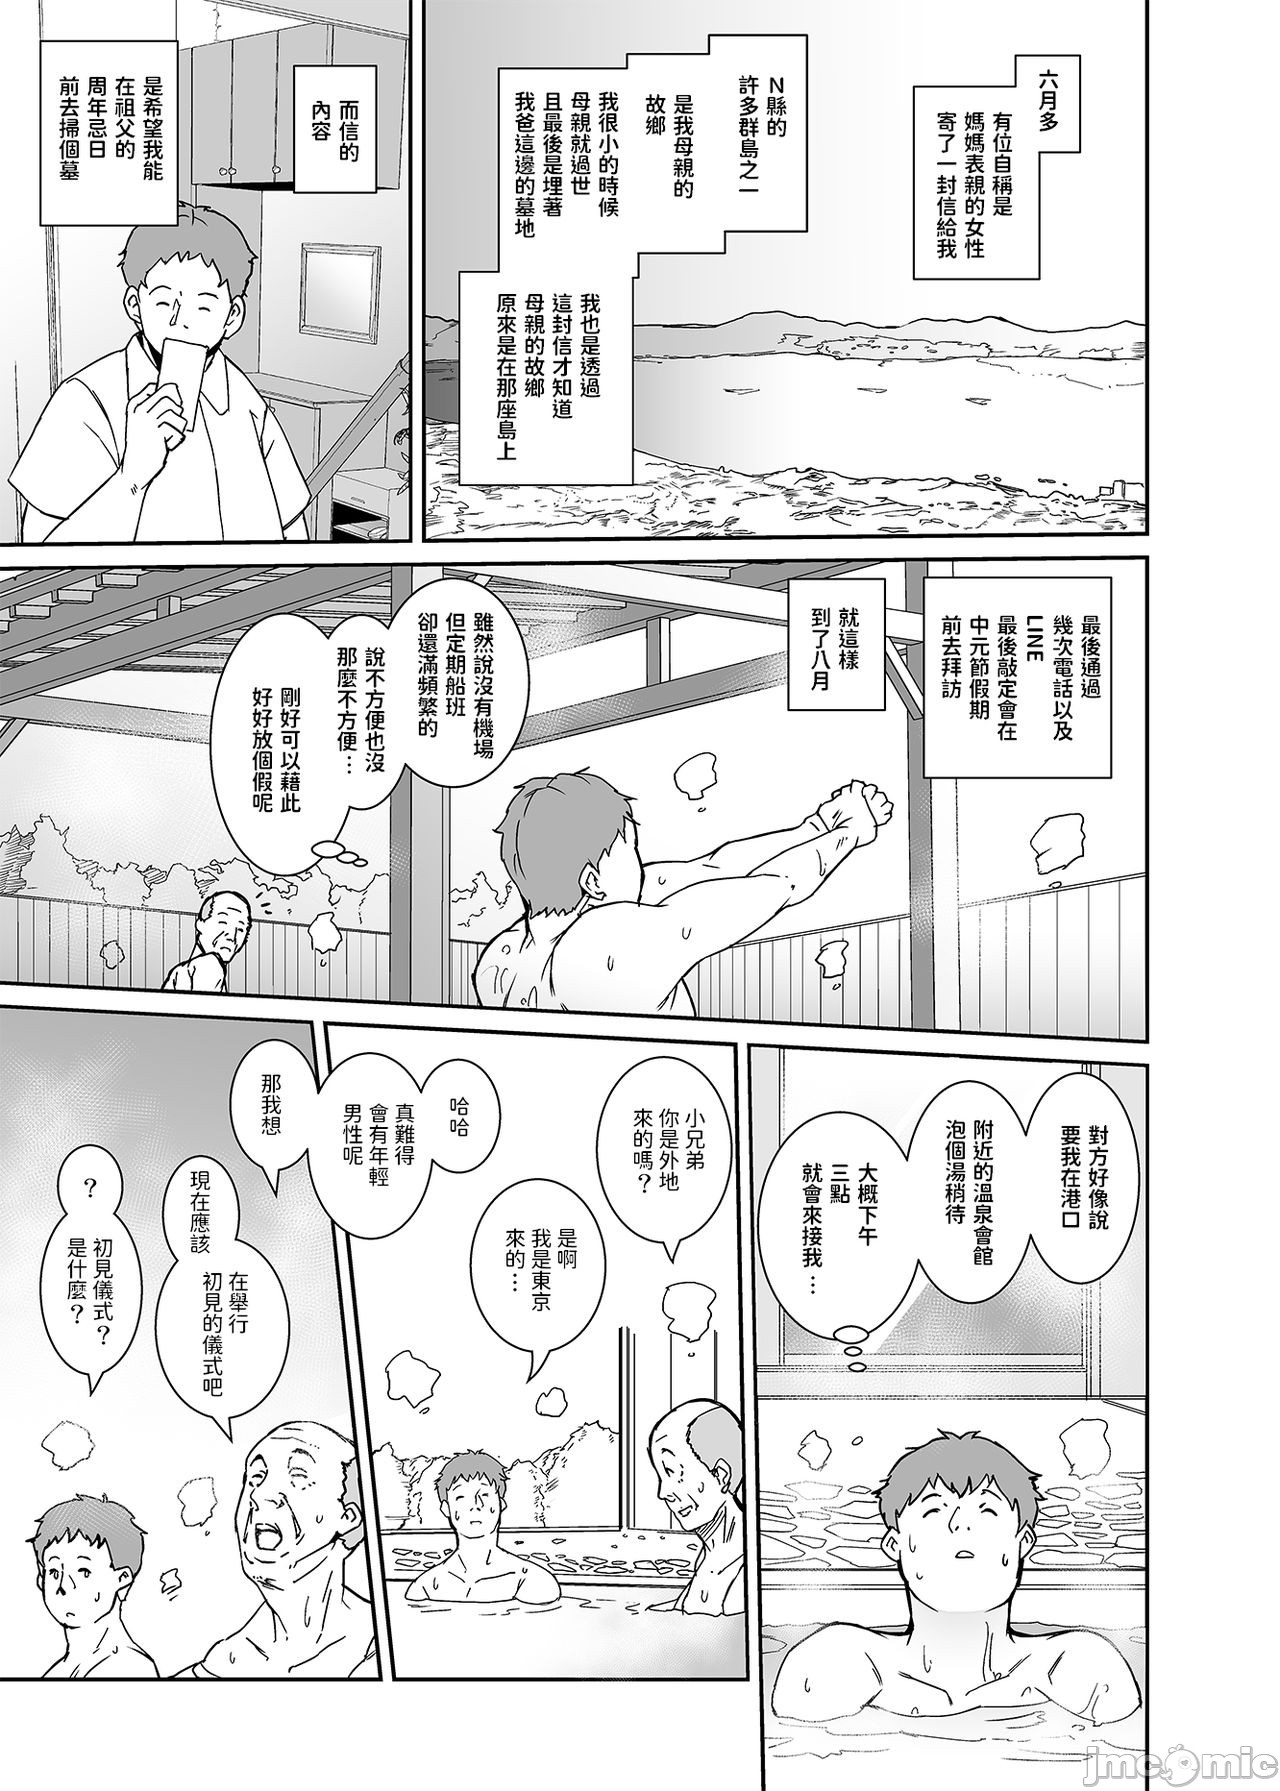 六月多
有位自稱是
媽媽表親的女性
寄了一封信給我
N縣的
許多群島之一
是我母親的
故鄉
我很小的時候
母親就過世
且最後是埋著
我爸這邊的墓地
我也是透過
這封信才知道
母親的故鄉
原來是在那座島上
而信的
內容
是希望我能
在祖父的
周年忌日
前去掃個墓
最後通過
幾次電話以及
LINE
最後敲定會在
中元節假期
前去拜訪
就這樣
到了八月
雖然說沒有機場
但定期船班
卻還滿頻繁的
說不方便也沒
那麼不方便…
剛好可以藉此
好好放個假呢
對方好像說
要我在港口
附近的溫泉會館
泡個湯稍待
大概下午
三點
就會來接我…
小兄弟
你是外地
來的嗎？
是啊
我是東京
來的…
哈哈
真難得
會有年輕
男性呢
那我想
現在應該
在舉行
初見的儀式吧
？
初見儀式？
是什麼？
jmcomic